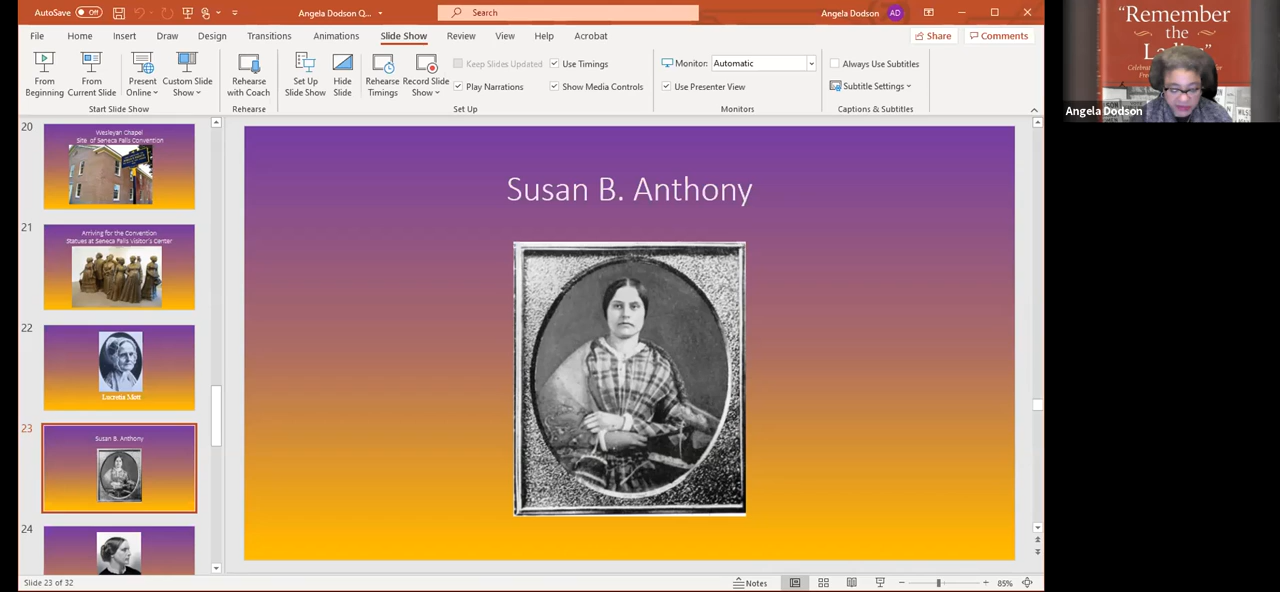 AutoSave Off
Angela Dodson Q...
Search
Angela Dodson AD
File Home Insert Draw Design Transitions Animations Slide Show Review View Help Acrobat
Share Comments
From Beginning
From Current Slide
Present Online
Custom Slide Show
Start Slide Show
Rehearse with Coach
Rehearse
Set Up Slide Show
Hide Slide
Rehearse Timings
Record Slide Show
Keep Slides Updated
Play Narrations
Use Timings
Show Media Controls
Set Up
Monitor: Automatic
Use Presenter View
Monitors
Always Use Subtitles
Subtitle Settings
Captions & Subtitles
20
Wesleyan Chapel
Site of Seneca Falls Convention
21
Arriving for the Convention
Statues at Seneca Falls Visitor's Center
22
Lucretia Mott
23
Susan B. Anthony
24
Susan B. Anthony
Slide 23 of 32
Notes
85%
"Remember
the
Angela Dodson